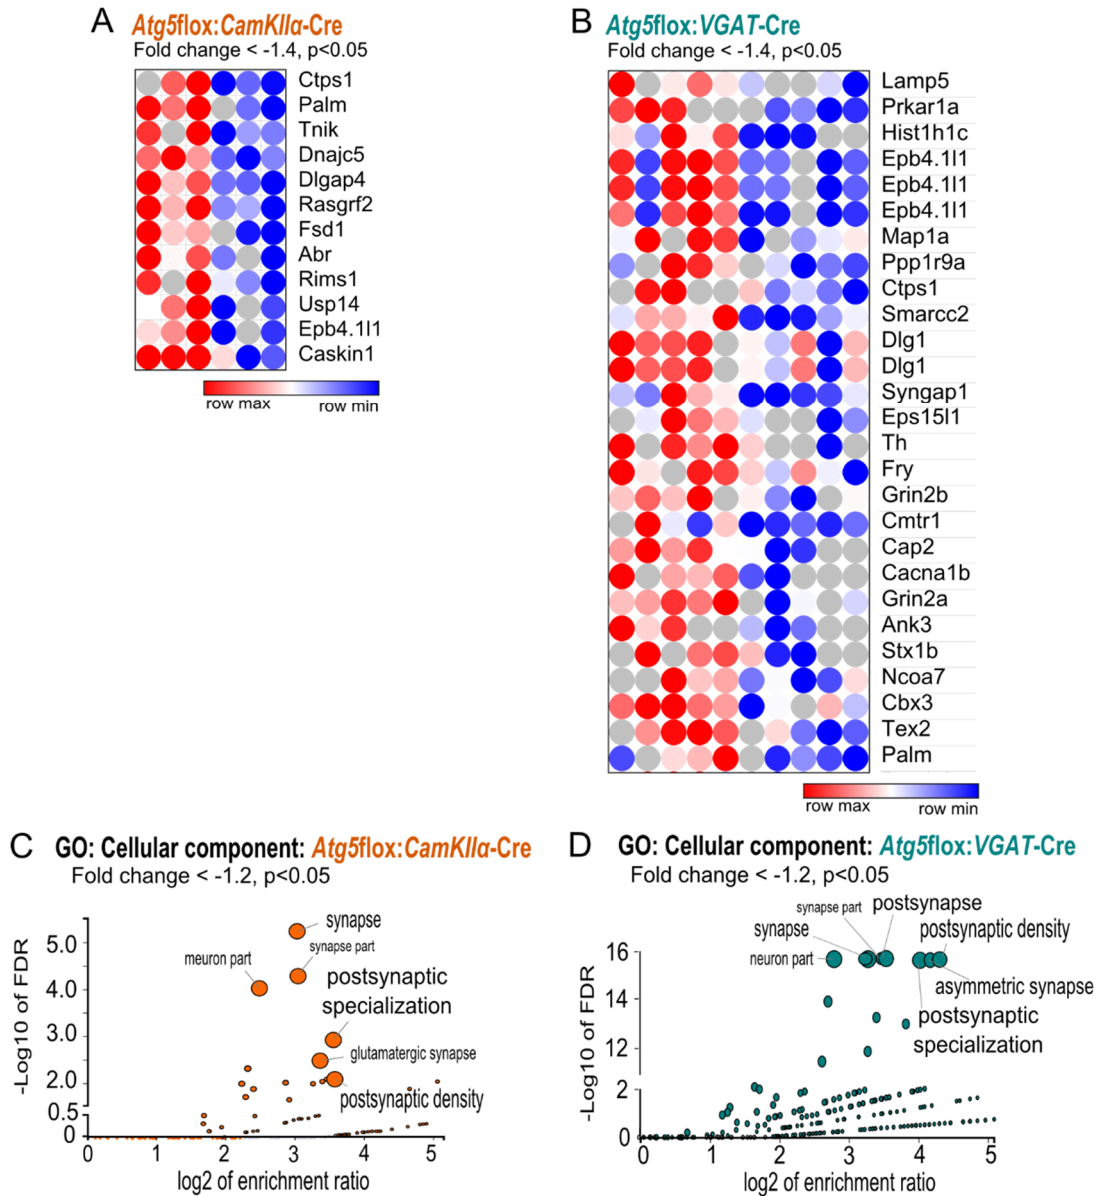 A
Atg5flox:CamKIIα-Cre
Fold change < -1.4, p<0.05
Ctps1
Palm
Tnik
Dnajc5
Dlgap4
Rasgrf2
Fsd1
Abr
Rims1
Usp14
Epb4.1l1
Caskin1
row max row min
B
Atg5flox:VGAT-Cre
Fold change < -1.4, p<0.05
Lamp5
Prkar1a
Hist1h1c
Epb4.1l1
Epb4.1l1
Epb4.1l1
Map1a
Ppp1r9a
Ctps1
Smarcc2
Dlg1
Dlg1
Syngap1
Eps15l1
Th
Fry
Grin2b
Cmtr1
Cap2
Cacna1b
Grin2a
Ank3
Stx1b
Ncoa7
Cbx3
Tex2
Palm
row max row min
C
GO: Cellular component: Atg5flox:CamKIIα-Cre
Fold change < -1.2, p<0.05
synapse
synapse part
meuron part
postsynaptic
specialization
glutamatergic synapse
postsynaptic density
-Log10 of FDR
5.0
4.0
3.0
2.0
0.5
0
0 1 2 3 4 5
log2 of enrichment ratio
D
GO: Cellular component: Atg5flox:VGAT-Cre
Fold change < -1.2, p<0.05
synapse part
postsynapse
synapse
postsynaptic density
neuron part
asymmetric synapse
postsynaptic
specialization
-Log10 of FDR
16
14
12
2
0
0 1 2 3 4 5
log2 of enrichment ratio